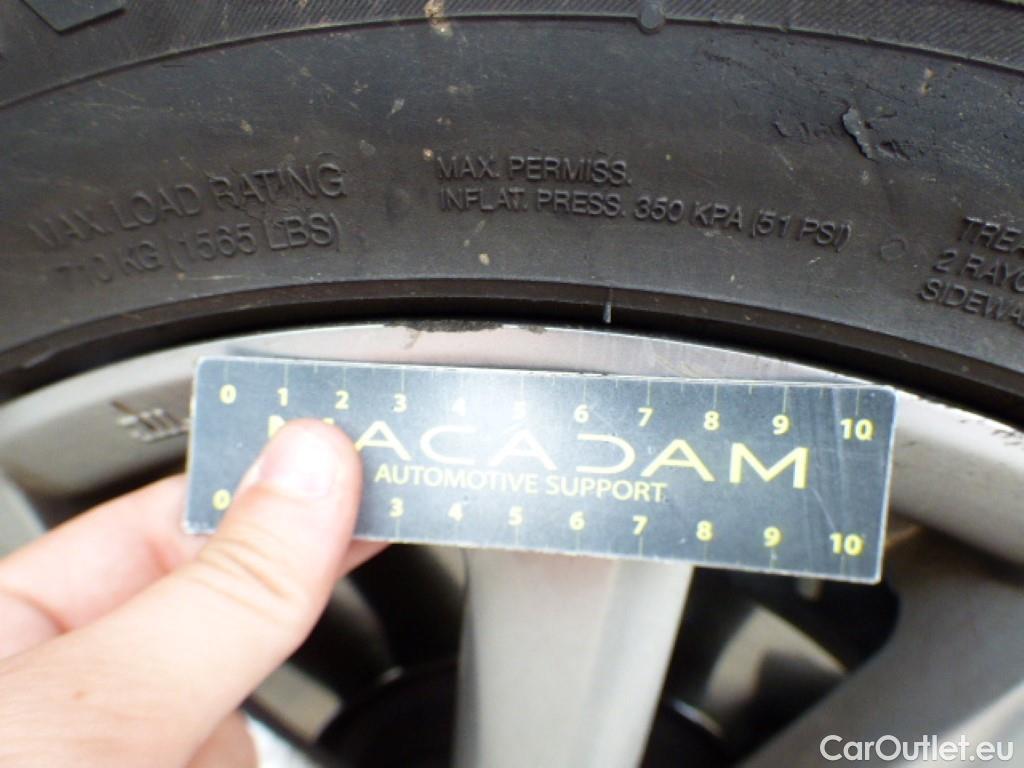 MAX. LOAD RATING
710 KG (1565 LBS)
MAX. PERMISS.
INFLAT. PRESS. 350 KPA (51 PSI)
TREA
2 RAYO
SIDEWA
0 1 2 3 4 5 6 7 8 9 10
ACADAM
AUTOMOTIVE SUPPORT
0 3 4 5 6 7 8 9 10
CarOutlet.eu